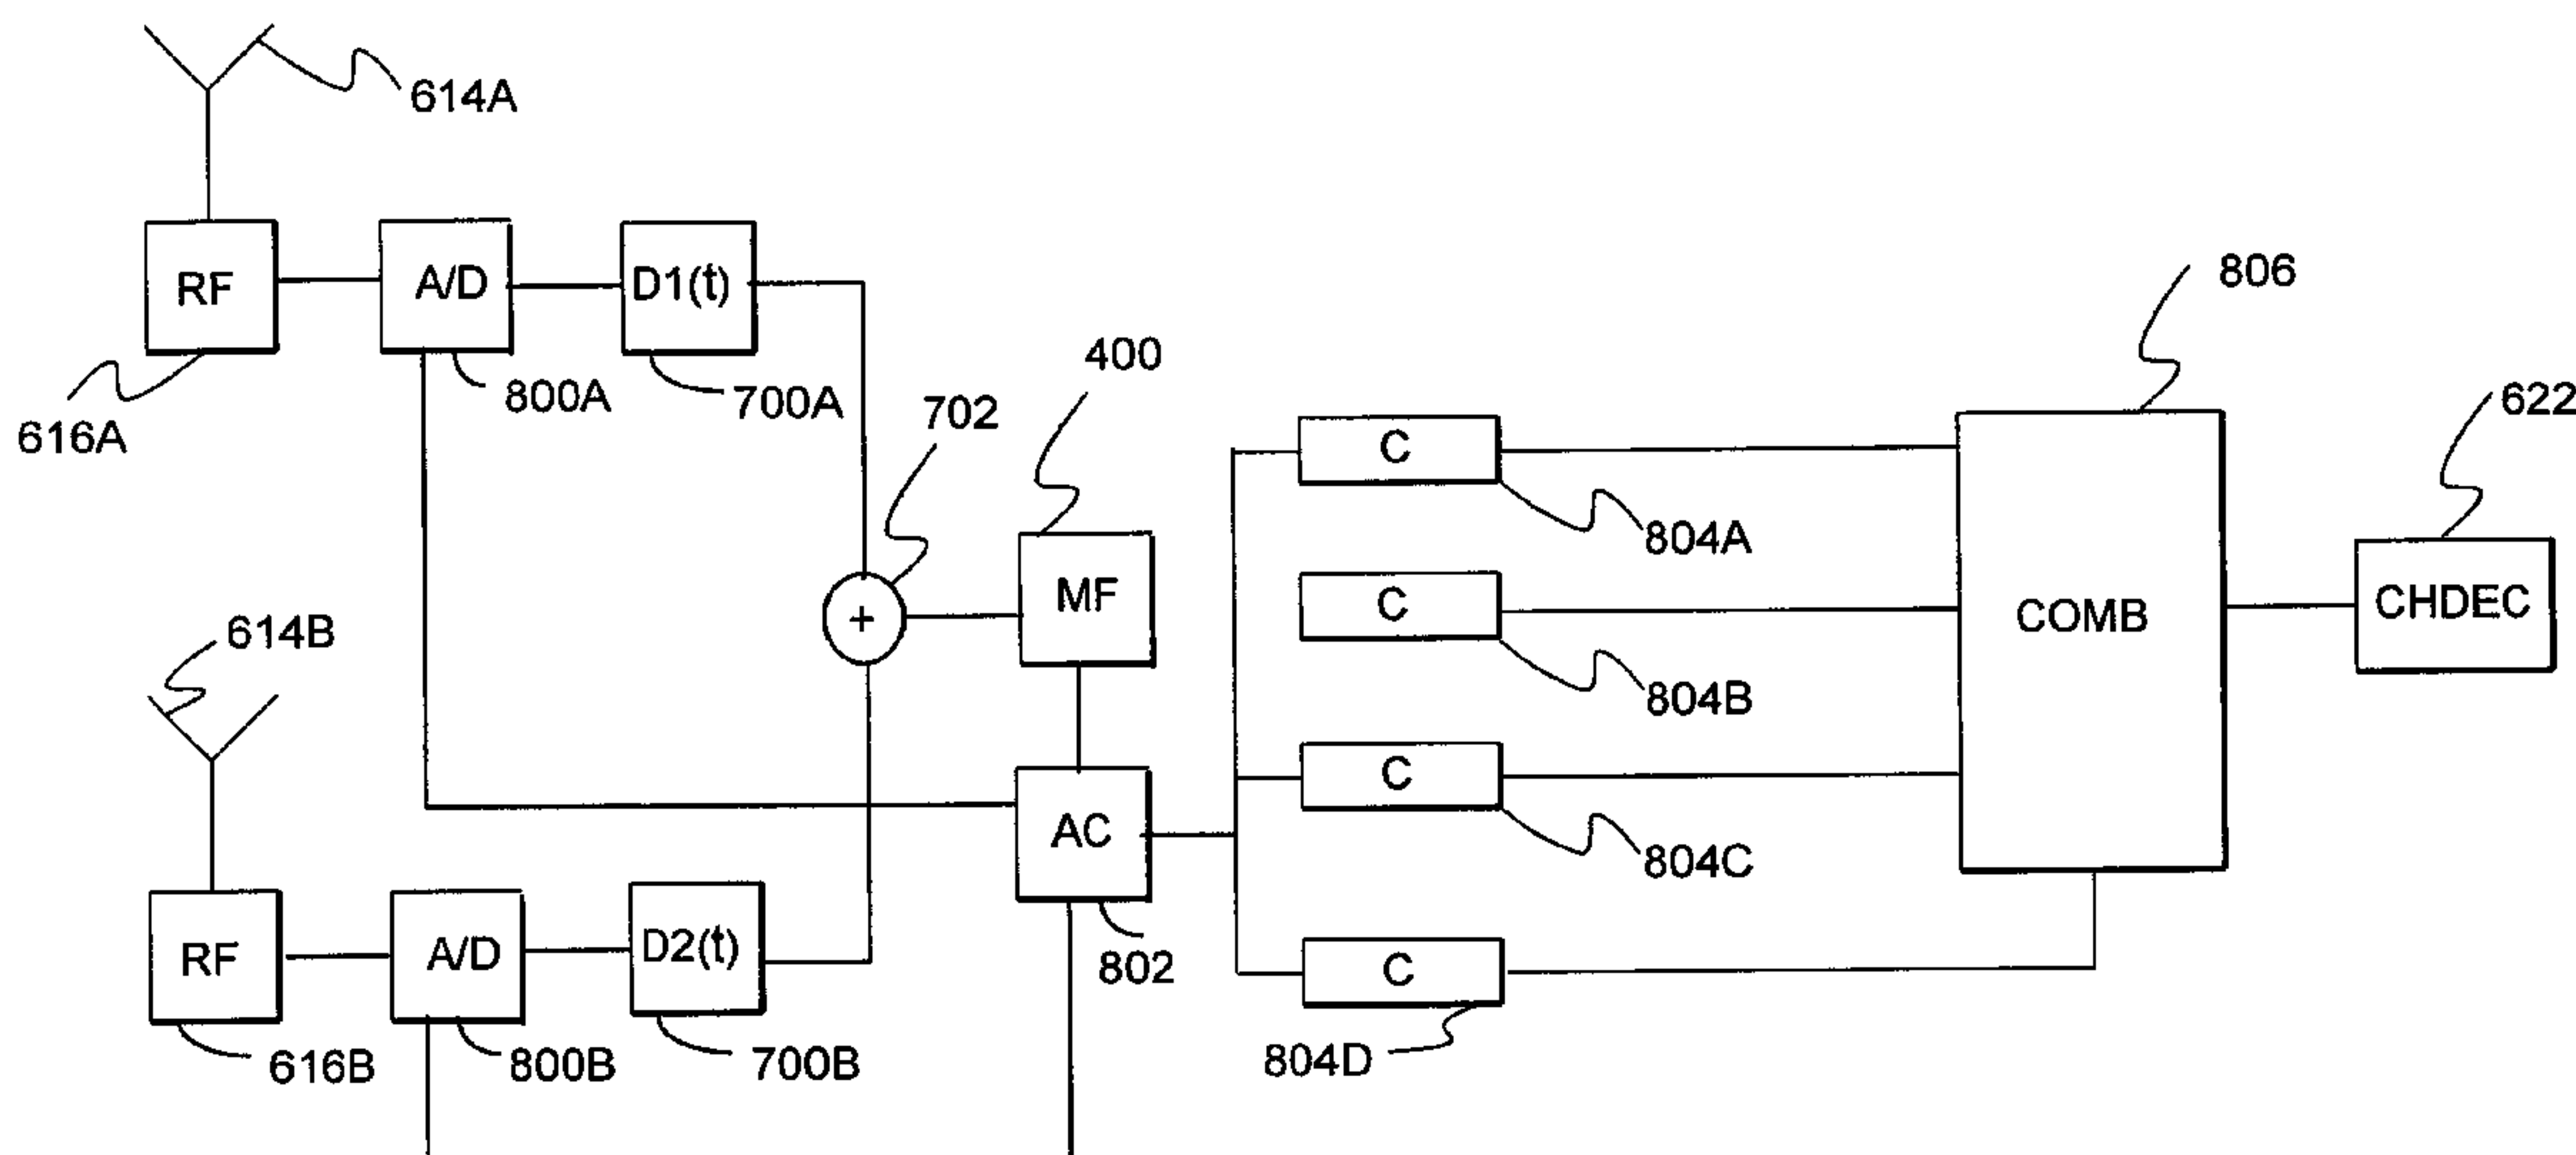 614A
RF
A/D
D1(t)
616A
800A
700A
702
400
806
622
C
804A
MF
C
804B
COMB
CHDEC
+
614B
C
804C
AC
802
RF
A/D
D2(t)
C
804D
616B
800B
700B